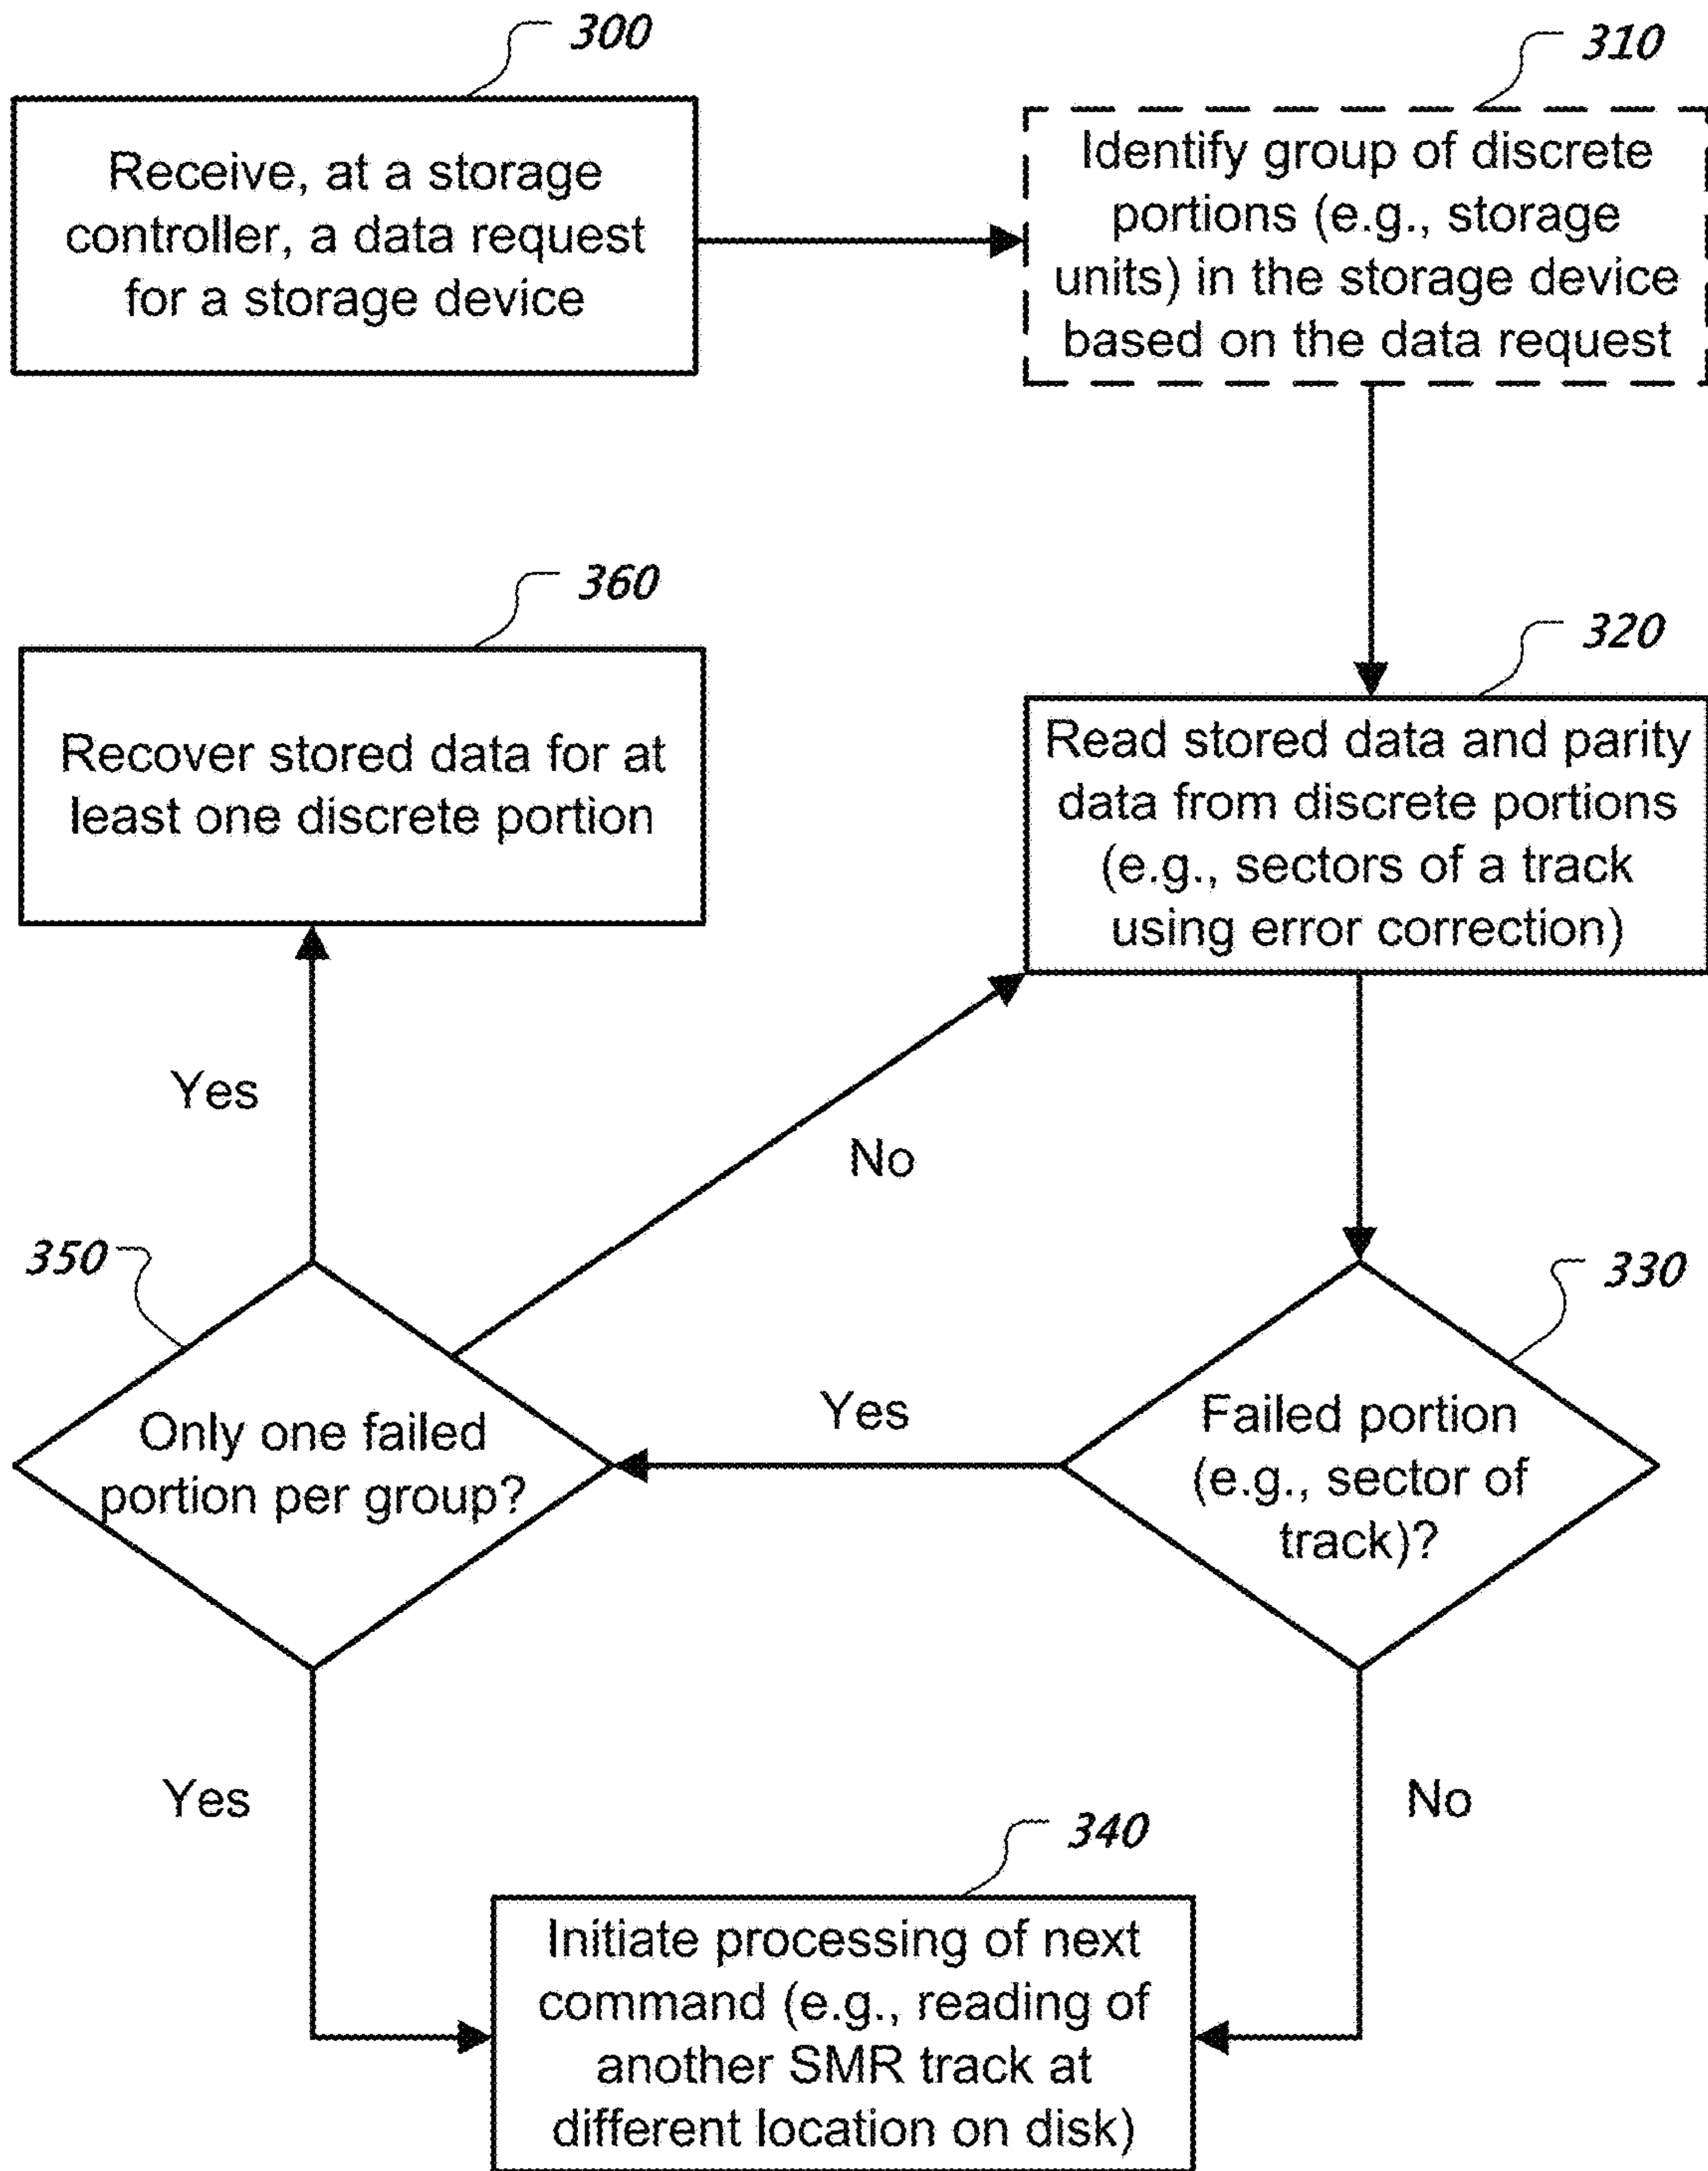 300
Receive, at a storage
controller, a data request
for a storage device
310
Identify group of discrete
portions (e.g., storage
units) in the storage device
based on the data request
360
Recover stored data for at
least one discrete portion
320
Read stored data and parity
data from discrete portions
(e.g., sectors of a track
using error correction)
Yes
No
350
Only one failed
portion per group?
Yes
330
Failed portion
(e.g., sector of
track)?
Yes
No
340
Initiate processing of next
command (e.g., reading of
another SMR track at
different location on disk)